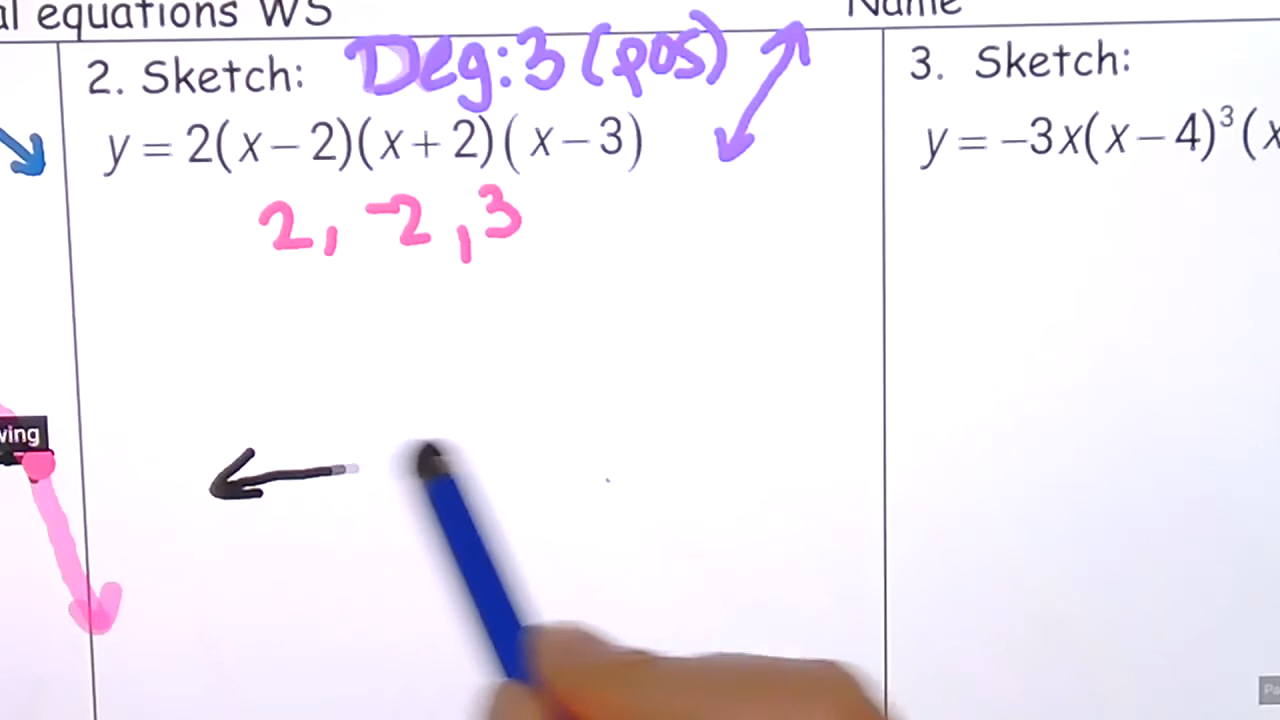 al equations WS
Name
2. Sketch: Deg: 3 (pos)
y = 2(x − 2)(x + 2)(x − 3)
2, -2, 3
3. Sketch:
y = −3x(x − 4)³(x
wing